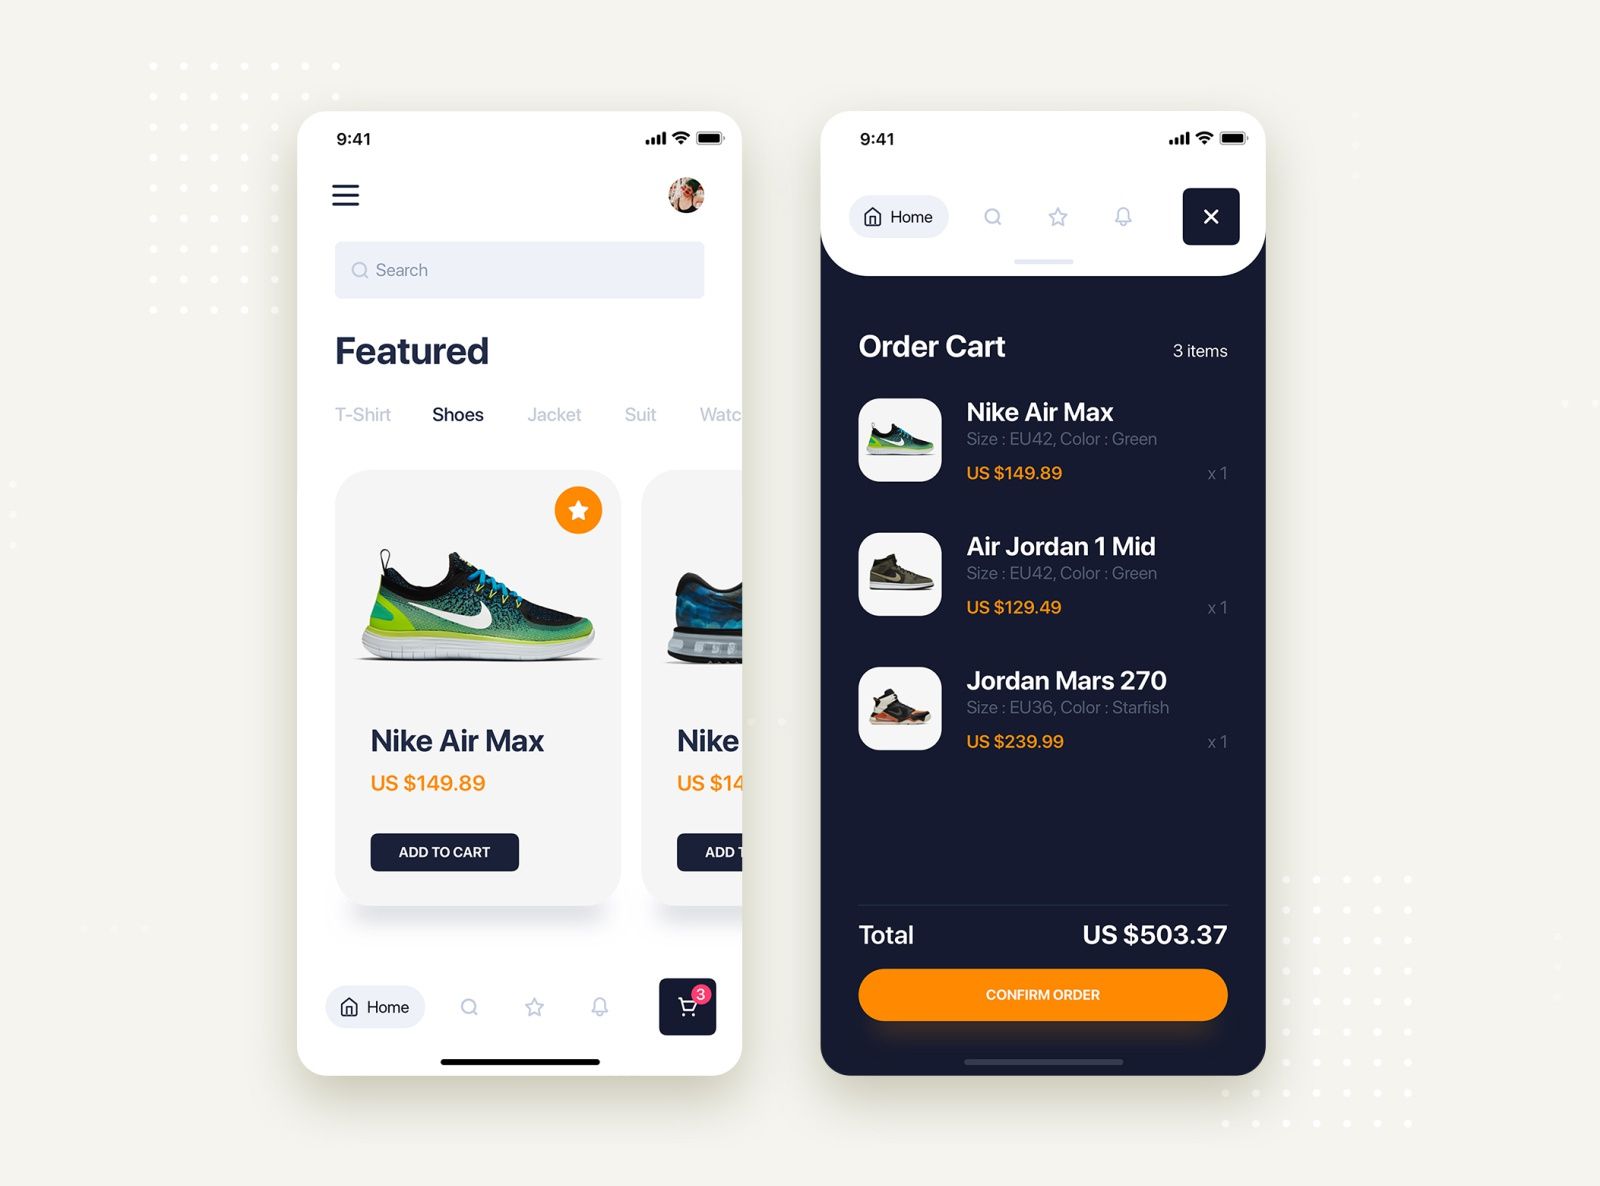 9:41
Search
Featured
T-Shirt Shoes Jacket Suit Watc
Nike Air Max
US $149.89
ADD TO CART
Nike
US $14
ADD T
Home
3
9:41
Home
Order Cart
3 items
Nike Air Max
Size : EU42, Color : Green
US $149.89 x 1
Air Jordan 1 Mid
Size : EU42, Color : Green
US $129.49 x 1
Jordan Mars 270
Size : EU36, Color : Starfish
US $239.99 x 1
Total US $503.37
CONFIRM ORDER